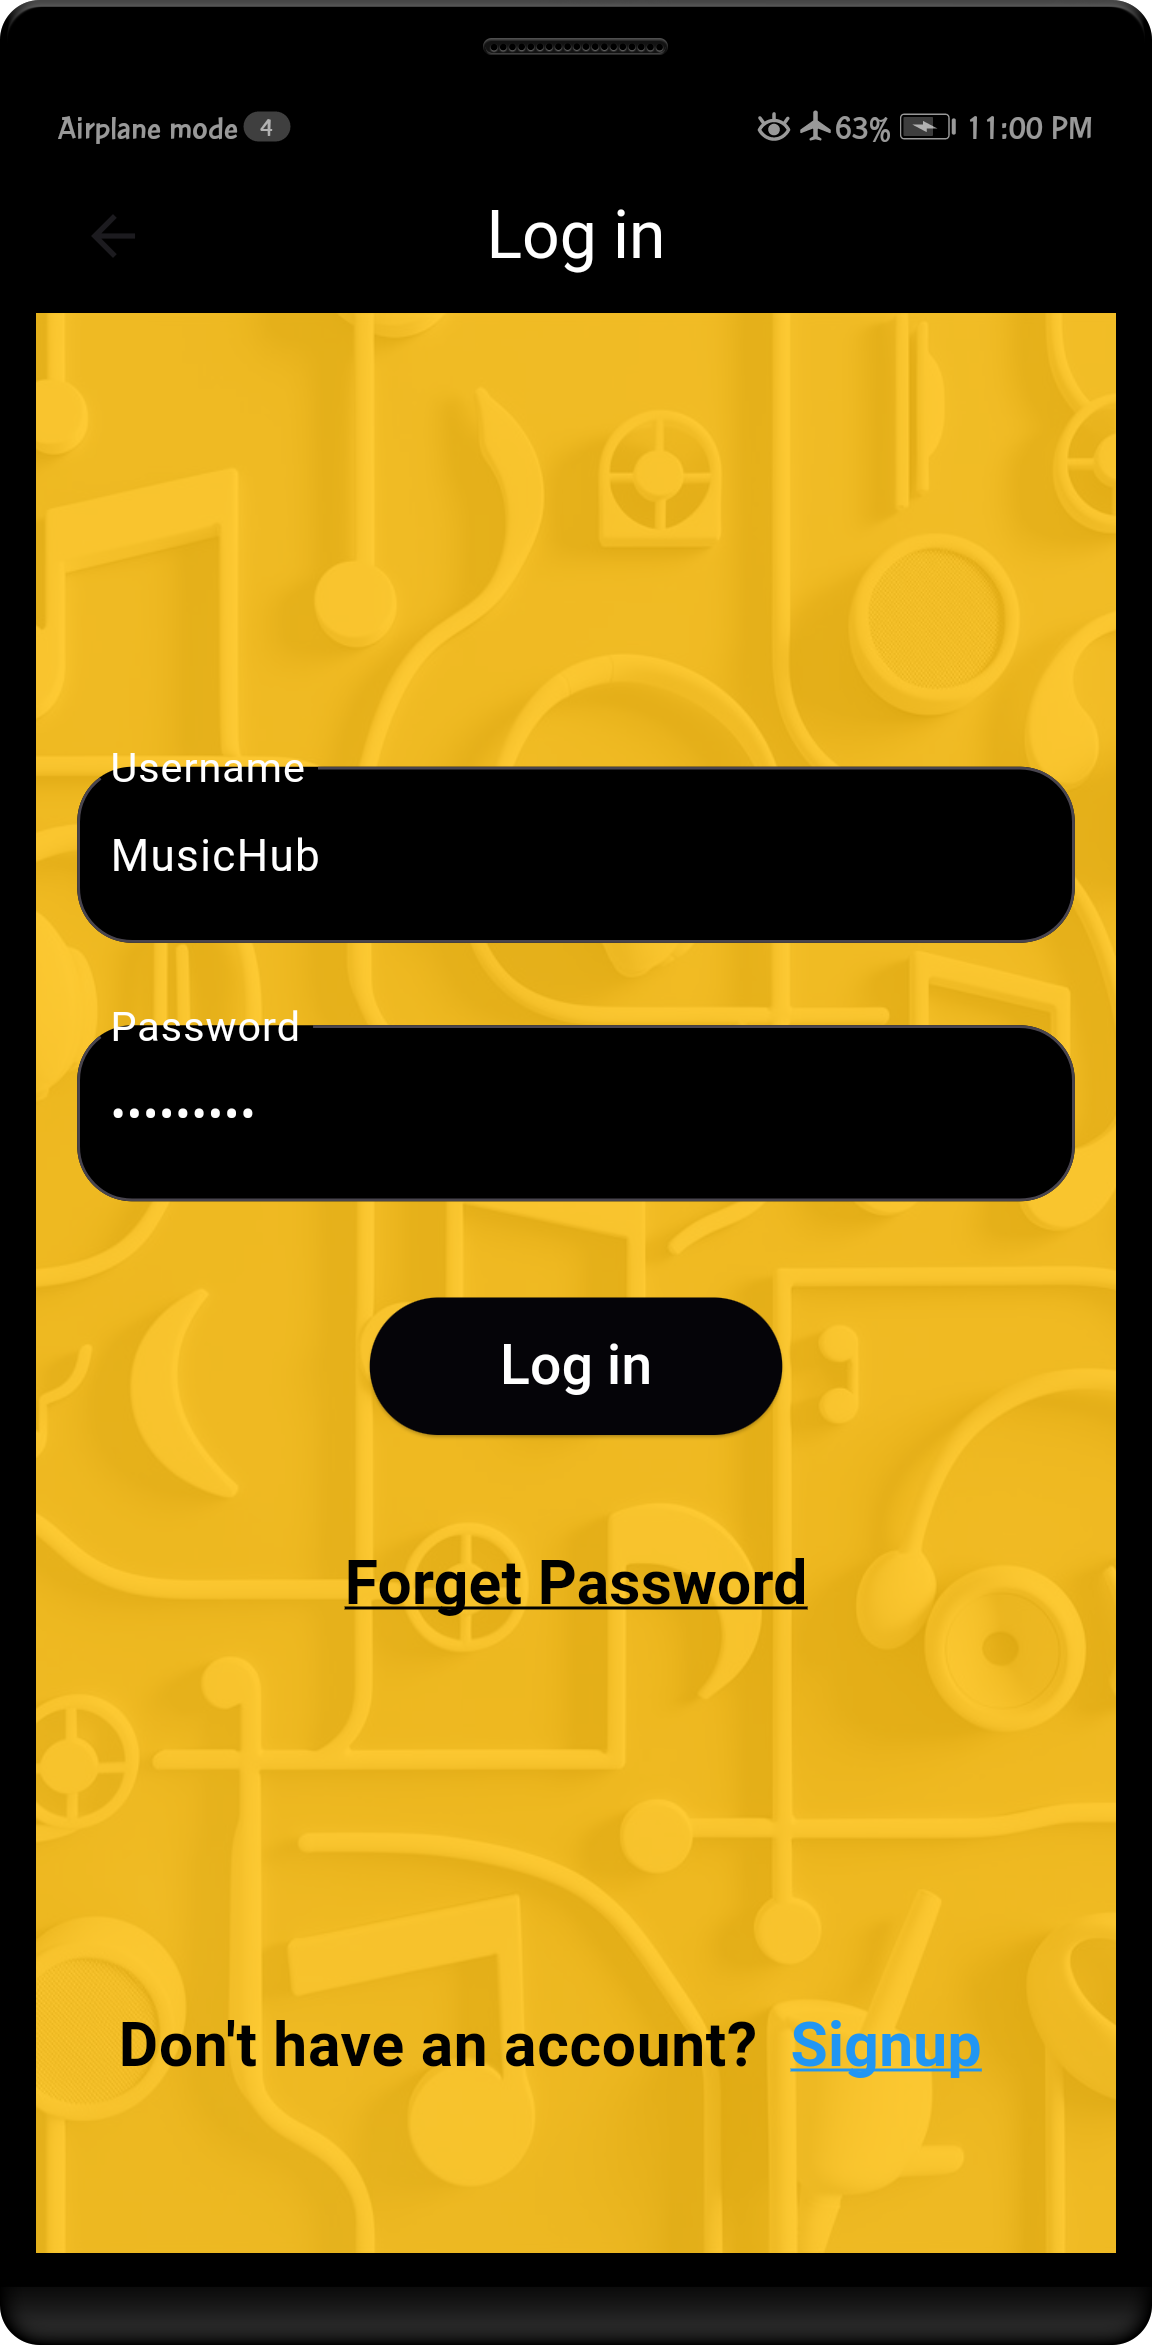 Airplane mode 4 63% 11:00 PM
Log in
Username
MusicHub
Password
•••••••••
Log in
Forget Password
Don't have an account? Signup